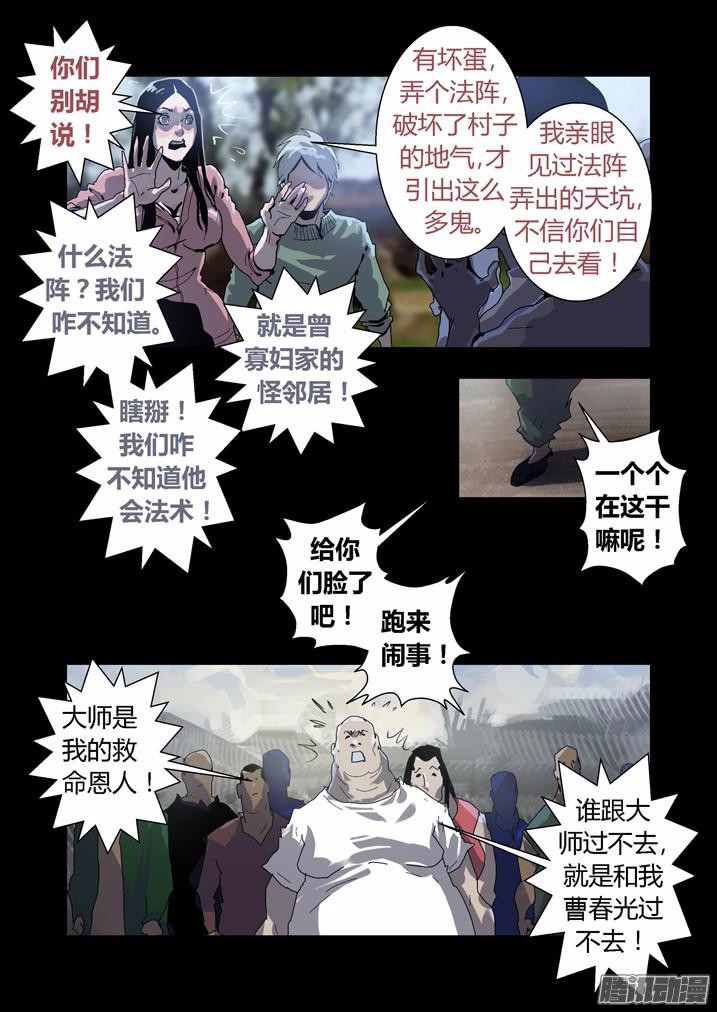 你们
别胡
说！
有坏蛋，
弄个法阵，
破坏了村子
的地气，才
引出这么
多鬼。
我亲眼
见过法阵
弄出的天坑，
不信你们自
己去看！
什么法
阵？我们
咋不知道。
就是曾
寡妇家的
怪邻居！
瞎掰！
我们咋
不知道他
会法术！
一个个
在这干
嘛呢！
给你
们脸了
吧！
跑来
闹事！
大师是
我的救
命恩人！
谁跟大
师过不去，
就是和我
曹春光过
不去！
腾讯动漫